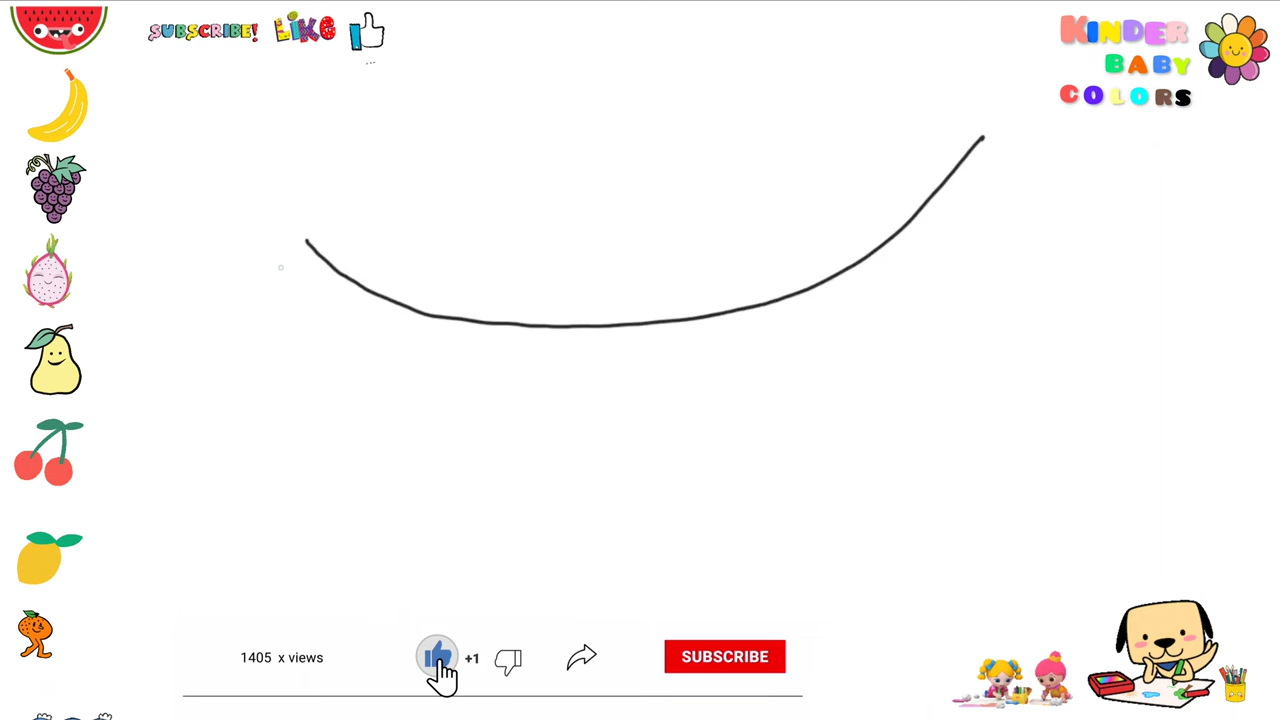 SUBSCRIBE! LIKE
...
KINDER
BABY
COLORS
1405 x views
+1
SUBSCRIBE